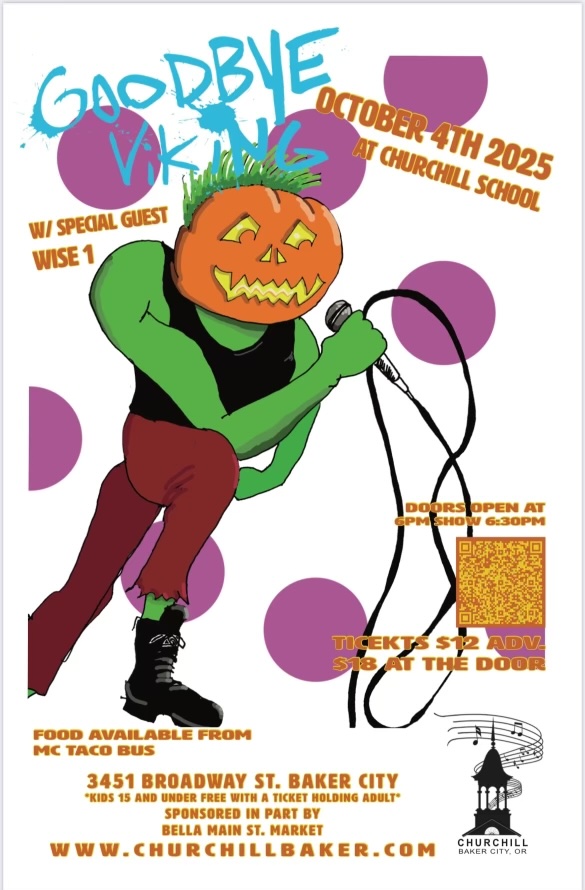 GOODBYE
ViKiNG
OCTOBER 4TH 2025
AT CHURCHILL SCHOOL
W/ SPECIAL GUEST
WISE 1
DOORS OPEN AT
6PM SHOW 6:30PM
TICEKTS $12 ADV.
$18 AT THE DOOR
FOOD AVAILABLE FROM
MC TACO BUS
3451 BROADWAY ST. BAKER CITY
*KIDS 15 AND UNDER FREE WITH A TICKET HOLDING ADULT*
SPONSORED IN PART BY
BELLA MAIN ST. MARKET
WWW.CHURCHILLBAKER.COM
CHURCHILL
BAKER CITY, OR